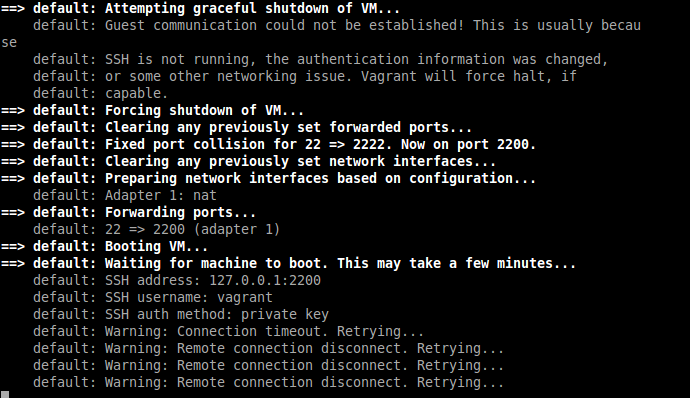 ==> default: Attempting graceful shutdown of VM...
    default: Guest communication could not be established! This is usually becau
se
    default: SSH is not running, the authentication information was changed,
    default: or some other networking issue. Vagrant will force halt, if
    default: capable.
==> default: Forcing shutdown of VM...
==> default: Clearing any previously set forwarded ports...
==> default: Fixed port collision for 22 => 2222. Now on port 2200.
==> default: Clearing any previously set network interfaces...
==> default: Preparing network interfaces based on configuration...
    default: Adapter 1: nat
==> default: Forwarding ports...
    default: 22 => 2200 (adapter 1)
==> default: Booting VM...
==> default: Waiting for machine to boot. This may take a few minutes...
    default: SSH address: 127.0.0.1:2200
    default: SSH username: vagrant
    default: SSH auth method: private key
    default: Warning: Connection timeout. Retrying...
    default: Warning: Remote connection disconnect. Retrying...
    default: Warning: Remote connection disconnect. Retrying...
    default: Warning: Remote connection disconnect. Retrying...